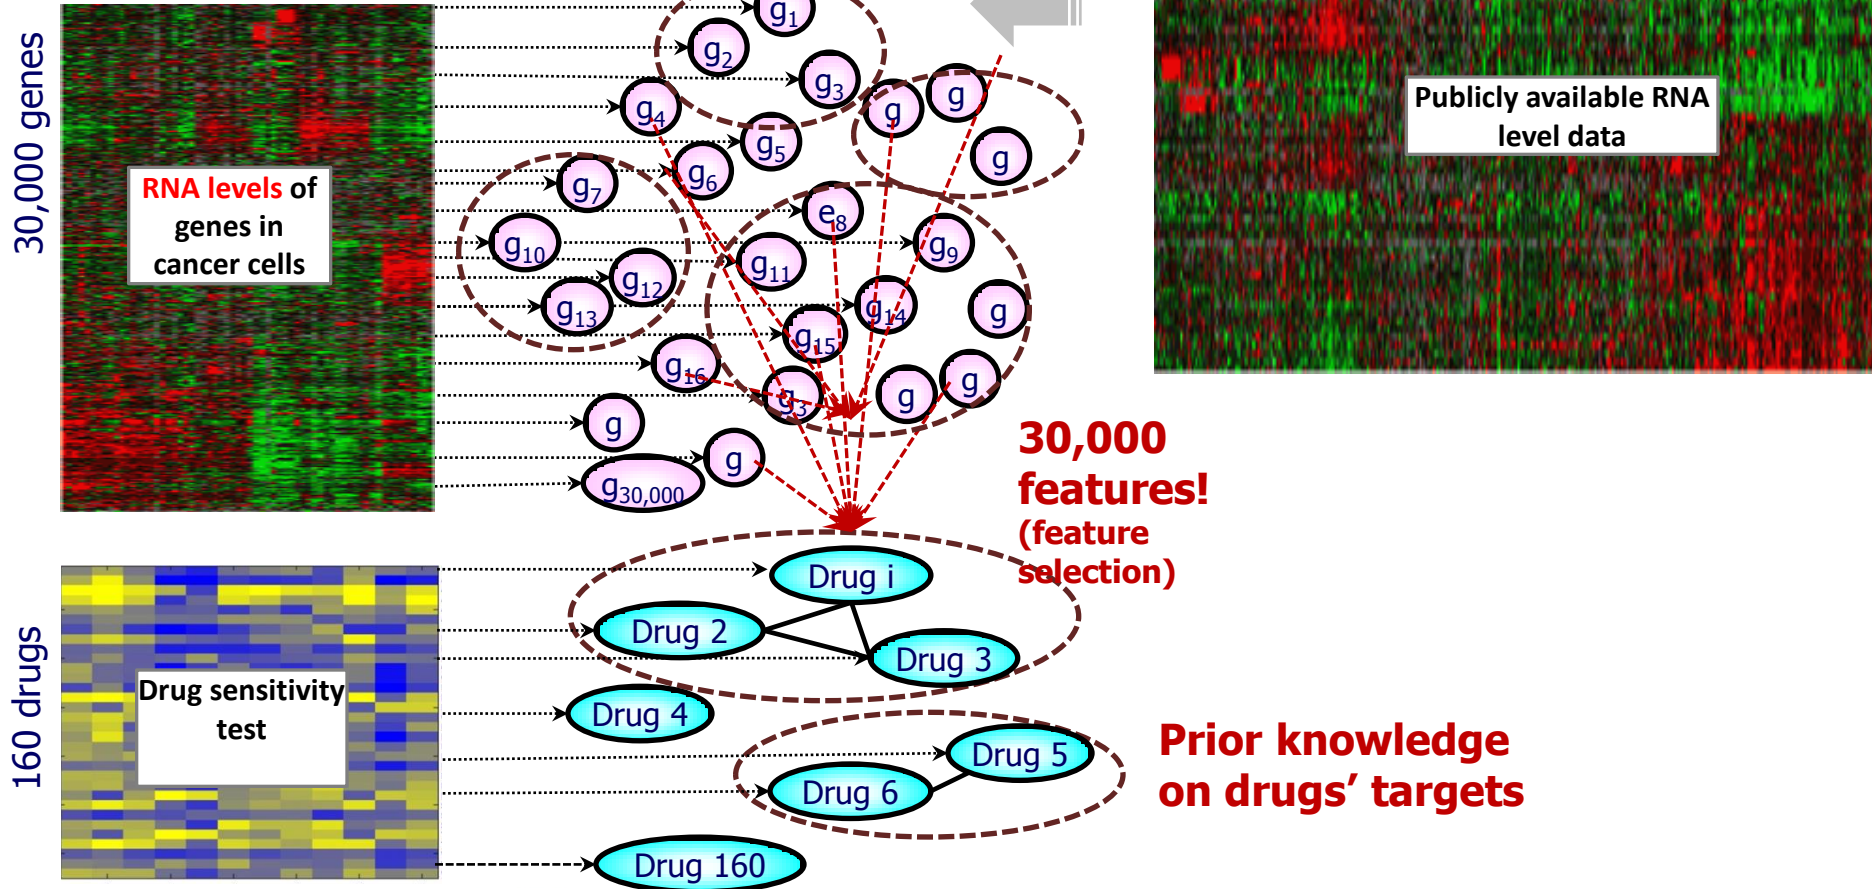 30,000 genes
RNA levels of
genes in
cancer cells
g1
g2
g3
g4
g5
g6
g7
e8
g9
g10
g11
g12
g13
g14
g15
g16
g3
g
g
g
g
g
g
g
g
g30,000
Publicly available RNA
level data
30,000
features!
(feature
selection)
160 drugs
Drug sensitivity
test
Drug i
Drug 2
Drug 3
Drug 4
Drug 5
Drug 6
Drug 160
Prior knowledge
on drugs’ targets